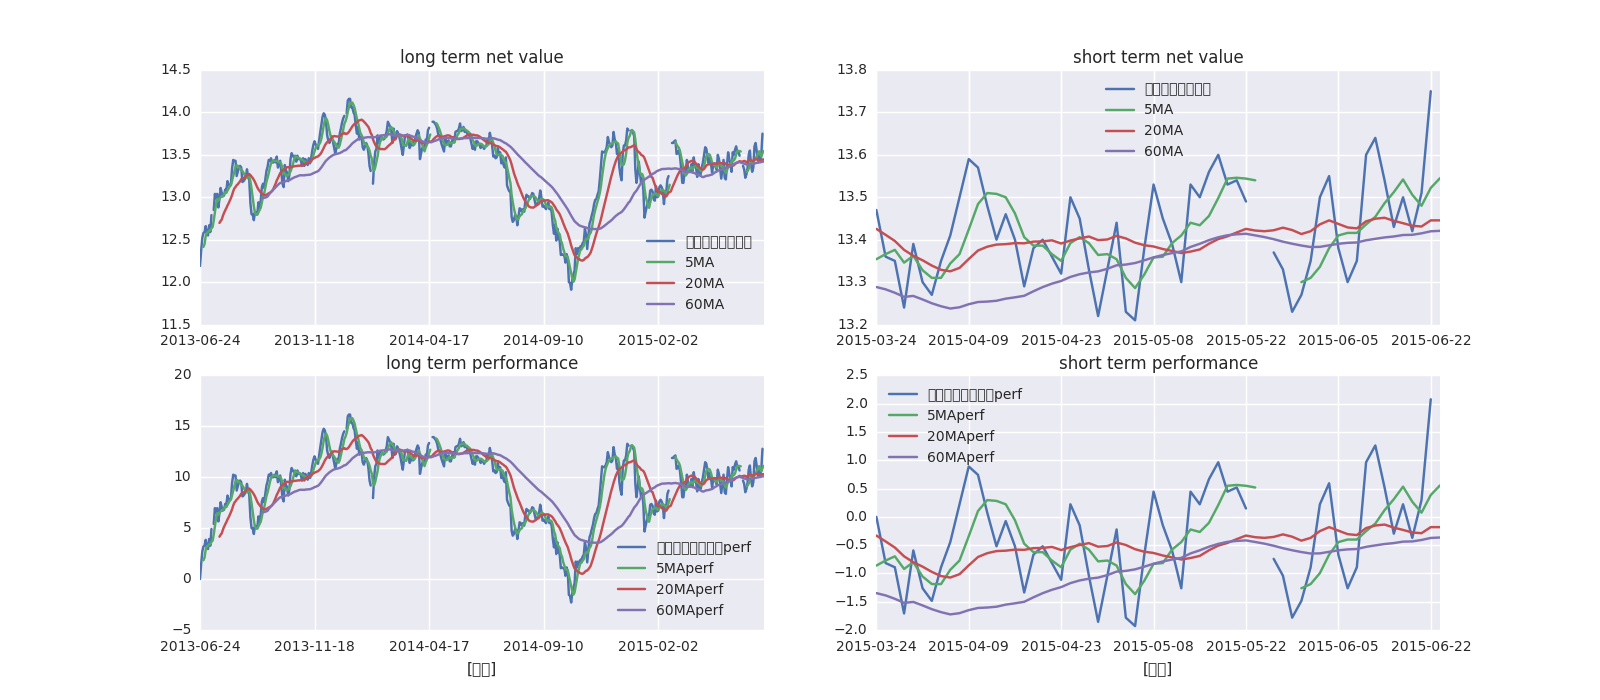 long term net value
14.5
14.0
13.5
13.0
12.5
12.0
11.5
5MA
20MA
60MA
2013-06-24 2013-11-18 2014-04-17 2014-09-10 2015-02-02
short term net value
13.8
13.7
13.6
13.5
13.4
13.3
13.2
5MA
20MA
60MA
2015-03-24 2015-04-09 2015-04-23 2015-05-08 2015-05-22 2015-06-05 2015-06-22
long term performance
20
15
10
5
0
−5
perf
5MAperf
20MAperf
60MAperf
2013-06-24 2013-11-18 2014-04-17 2014-09-10 2015-02-02
short term performance
2.5
2.0
1.5
1.0
0.5
0.0
−0.5
−1.0
−1.5
−2.0
perf
5MAperf
20MAperf
60MAperf
2015-03-24 2015-04-09 2015-04-23 2015-05-08 2015-05-22 2015-06-05 2015-06-22